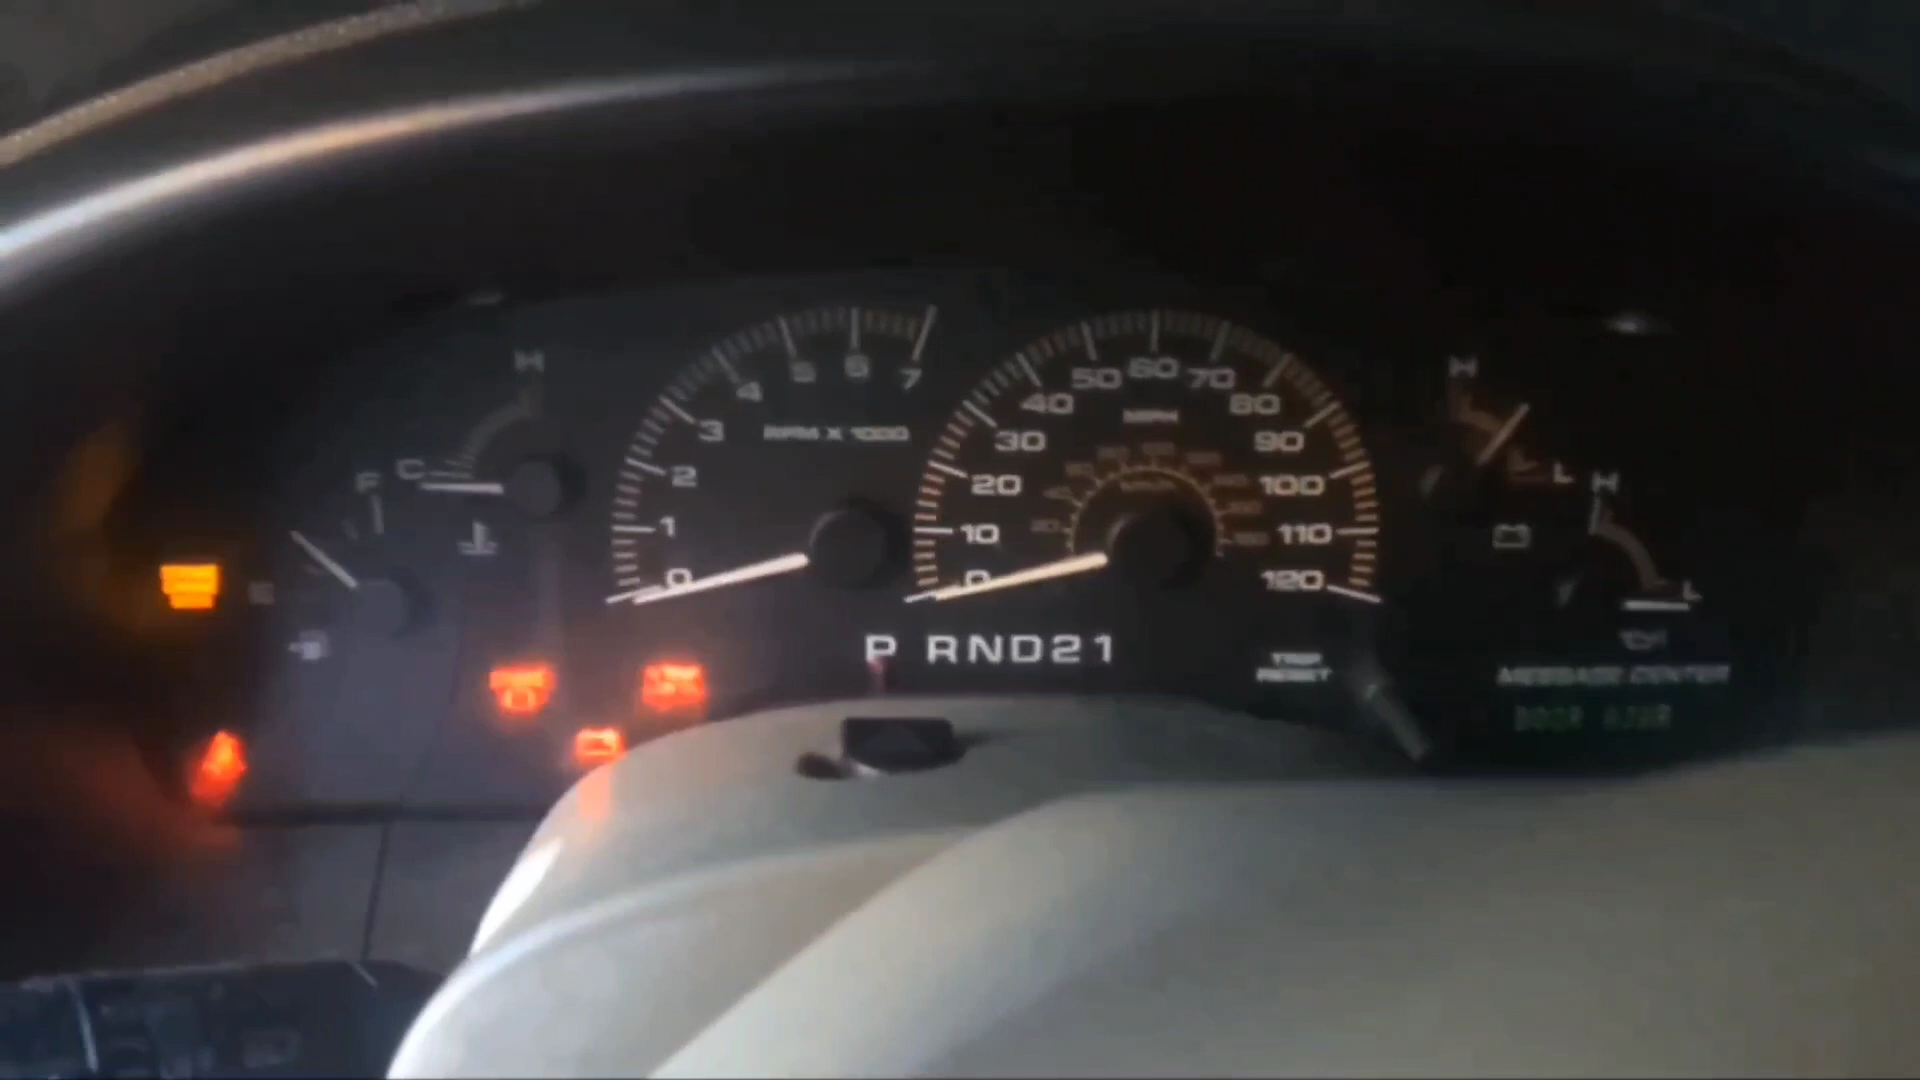 H
C
F
0
1
2
3
4
5
6
7
RPM X 1000
0
10
20
30
40
50
60
70
80
90
100
110
120
MPH
H
L
H
L
P RND21
TRIP
RESET
MESSAGE CENTER
DOOR AJAR